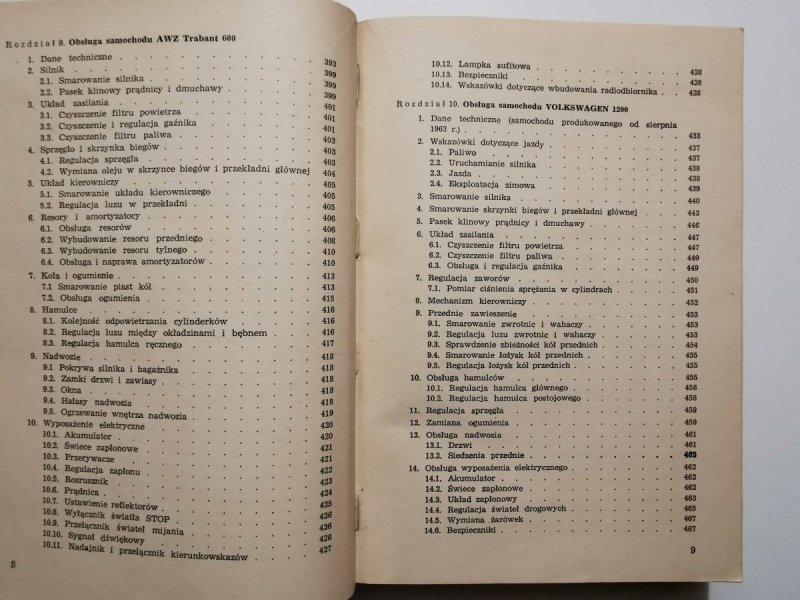 Rozdział 9. Obsługa samochodu AWZ Trabant 600
1. Dane techniczne . . . . . . . . . . 393
2. Silnik . . . . . . . . . . 399
2.1. Smarowanie silnika . . . . . . . . 399
2.2. Pasek klinowy prądnicy i dmuchawy . . . . . 399
3. Układ zasilania . . . . . . . . . . 401
3.1. Czyszczenie filtru powietrza . . . . . . 401
3.2. Czyszczenie i regulacja gaźnika . . . . . 401
3.3. Czyszczenie filtru paliwa . . . . . . 403
4. Sprzęgło i skrzynka biegów . . . . . . . 403
4.1. Regulacja sprzęgła . . . . . . . . 403
4.2. Wymiana oleju w skrzynce biegów i przekładni głównej 404
5. Układ kierowniczy . . . . . . . . . 405
5.1. Smarowanie układu kierowniczego . . . . . 405
5.2. Regulacja luzu w przekładni . . . . . . 405
6. Resory i amortyzatory . . . . . . . . 406
6.1. Obsługa resorów . . . . . . . . 406
6.2. Wybudowanie resoru przedniego . . . . . 408
6.3. Wybudowanie resoru tylnego . . . . . . 410
6.4. Obsługa i naprawa amortyzatorów . . . . . 410
7. Koła i ogumienie . . . . . . . . . 413
7.1 Smarowanie piast kół . . . . . . . 413
7.2. Obsługa ogumienia . . . . . . . . 415
8. Hamulce . . . . . . . . . . 416
8.1. Kolejność odpowietrzania cylinderków . . . . 416
8.2. Regulacja luzu między okładzinami i bębnem . . . 416
8.3. Regulacja hamulca ręcznego . . . . . . 417
9. Nadwozie . . . . . . . . . . 418
9.1 Pokrywa silnika i bagażnika . . . . . . 418
9.2. Zamki drzwi i zawiasy . . . . . . . 418
9.3. Okna . . . . . . . . . . 418
9.4. Hałasy nadwozia . . . . . . . . 418
9.5. Ogrzewanie wnętrza nadwozia . . . . . . 419
10. Wyposażenie elektryczne . . . . . . . 420
10.1. Akumulator . . . . . . . . . 420
10.2. Świece zapłonowe . . . . . . . . 421
10.3. Przerywacze . . . . . . . . . 421
10.4. Regulacja zapłonu . . . . . . . . 422
10.5. Rozrusznik . . . . . . . . . 423
10.6. Prądnica . . . . . . . . . 424
10.7. Ustawienie reflektorów . . . . . . . 425
10.8. Wyłącznik światła STOP . . . . . . . 426
10.9. Przełącznik świateł mijania . . . . . . 426
10.10. Sygnał dźwiękowy . . . . . . . . 426
10.11. Nadajnik i przełącznik kierunkowskazów . . . . 427
8
10.12. Lampka sufitowa . . . . . . . . 428
10.13. Bezpieczniki . . . . . . . . . 428
10.14. Wskazówki dotyczące wbudowania radioodbiornika . . 428
Rozdział 10. Obsługa samochodu VOLKSWAGEN 1200
1. Dane techniczne (samochodu produkowanego od sierpnia
1963 r.) . . . . . . . . . . 433
2. Wskazówki dotyczące jazdy . . . . . . . 437
2.1. Paliwo . . . . . . . . . . 437
2.2. Uruchamianie silnika . . . . . . . 438
2.3. Jazda . . . . . . . . . . 438
2.4. Eksploatacja zimowa . . . . . . . 439
3. Smarowanie silnika . . . . . . . . 440
4. Smarowanie skrzynki biegów i przekładni głównej . . . 443
5. Pasek klinowy prądnicy i dmuchawy . . . . . 446
6. Układ zasilania . . . . . . . . . 447
6.1. Czyszczenie filtru powietrza . . . . . . 447
6.2. Czyszczenie filtru paliwa . . . . . . 447
6.3. Obsługa i regulacja gaźnika . . . . . . 449
7. Regulacja zaworów . . . . . . . . 450
7.1. Pomiar ciśnienia sprężania w cylindrach . . . . 451
8. Mechanizm kierowniczy . . . . . . . . 452
9. Przednie zawieszenie . . . . . . . . 453
9.1. Smarowanie zwrotnic i wahaczy . . . . . 453
9.2. Regulacja luzu zwrotnic i wahaczy . . . . . 453
9.3. Sprawdzenie zbieżności kół przednich . . . . 454
9.4. Smarowanie łożysk kół przednich . . . . . 455
9.5. Regulacja łożysk kół przednich . . . . . 455
10. Obsługa hamulców . . . . . . . . 455
10.1. Regulacja hamulca głównego . . . . . . 456
10.2. Regulacja hamulca postojowego . . . . . 458
11. Regulacja sprzęgła . . . . . . . . 459
12. Zamiana ogumienia . . . . . . . . 459
13. Obsługa nadwozia . . . . . . . . 461
13.1. Drzwi . . . . . . . . . . 461
13.2. Siedzenia przednie . . . . . . . . 462
14. Obsługa wyposażenia elektrycznego . . . . . 462
14.1. Akumulator . . . . . . . . . 462
14.2. Świece zapłonowe . . . . . . . . 462
14.3. Układ zapłonowy . . . . . . . . 463
14.4. Regulacja świateł drogowych . . . . . . 465
14.5. Wymiana żarówek . . . . . . . . 467
14.6. Bezpieczniki . . . . . . . . . 467
9